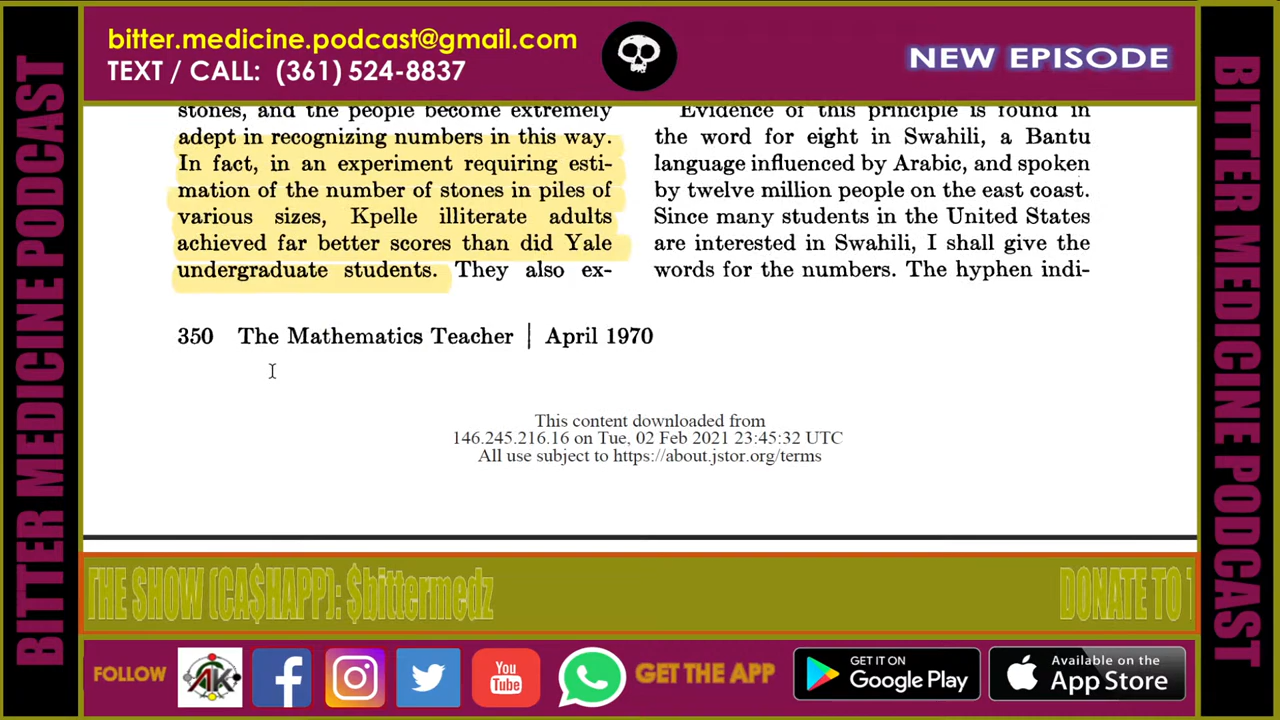 bitter.medicine.podcast@gmail.com
TEXT / CALL: (361) 524-8837
NEW EPISODE
BITTER MEDICINE PODCAST
stones, and the people become extremely
adept in recognizing numbers in this way.
In fact, in an experiment requiring esti-
mation of the number of stones in piles of
various sizes, Kpelle illiterate adults
achieved far better scores than did Yale
undergraduate students. They also ex-
Evidence of this principle is found in
the word for eight in Swahili, a Bantu
language influenced by Arabic, and spoken
by twelve million people on the east coast.
Since many students in the United States
are interested in Swahili, I shall give the
words for the numbers. The hyphen indi-
350 The Mathematics Teacher | April 1970
This content downloaded from
146.245.216.16 on Tue, 02 Feb 2021 23:45:32 UTC
All use subject to https://about.jstor.org/terms
BITTER MEDICINE PODCAST
THE SHOW (CA$HAPP): $bittermedz
DONATE TO T
FOLLOW
You
Tube
GET THE APP
GET IT ON
Google Play
Available on the
App Store